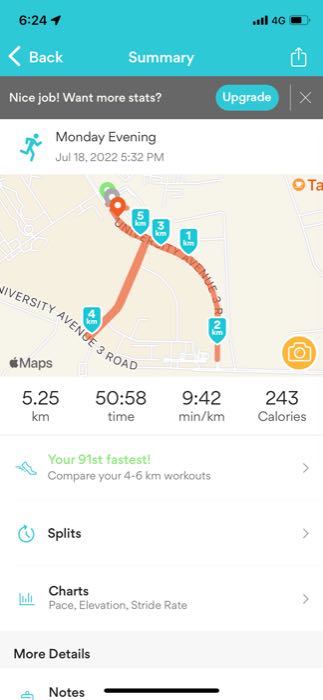 6:24
4G
Back
Summary
Nice job! Want more stats?
Upgrade
Monday Evening
Jul 18, 2022 5:32 PM
Ta
5 km
3 km
1 km
UNIVERSITY AVENUE 3 R
2 km
4 km
NIVERSITY AVENUE 3 ROAD
Maps
5.25 50:58 9:42 243
km time min/km Calories
Your 91st fastest!
Compare your 4-6 km workouts
Splits
Charts
Pace, Elevation, Stride Rate
More Details
Notes